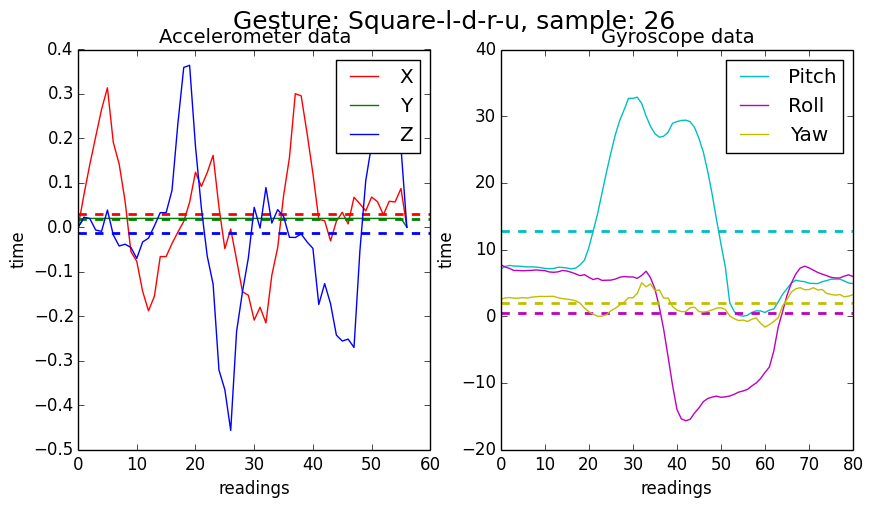 Gesture: Square-l-d-r-u, sample: 26
Accelerometer data
0.4
0.3
0.2
0.1
0.0
−0.1
−0.2
−0.3
−0.4
−0.5
time
0 10 20 30 40 50 60
readings
X
Y
Z
Gyroscope data
40
30
20
10
0
−10
−20
time
0 10 20 30 40 50 60 70 80
readings
Pitch
Roll
Yaw